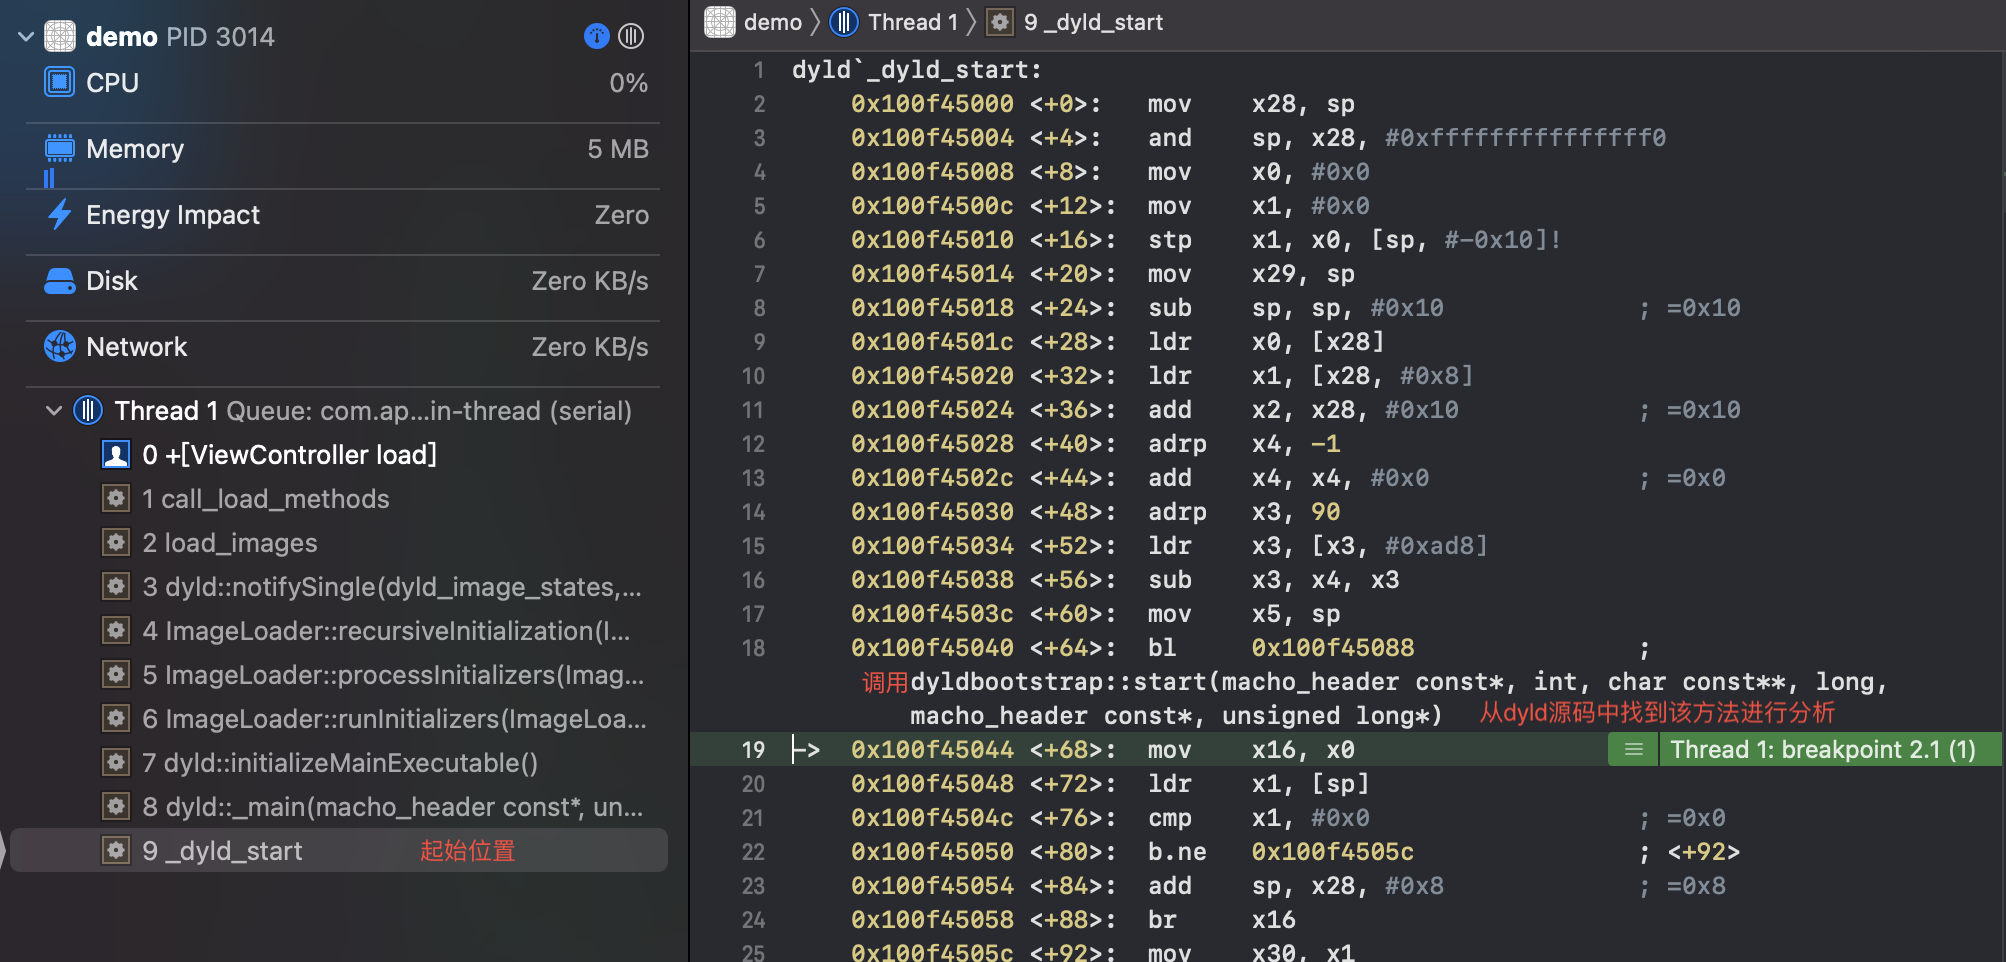 demo PID 3014
CPU 0%
Memory 5 MB
Energy Impact Zero
Disk Zero KB/s
Network Zero KB/s
Thread 1 Queue: com.ap...in-thread (serial)
0 +[ViewController load]
1 call_load_methods
2 load_images
3 dyld::notifySingle(dyld_image_states,...
4 ImageLoader::recursiveInitialization(I...
5 ImageLoader::processInitializers(Imag...
6 ImageLoader::runInitializers(ImageLoa...
7 dyld::initializeMainExecutable()
8 dyld::_main(macho_header const*, un...
9 _dyld_start 起始位置
demo 〉 Thread 1 〉 9 _dyld_start
1 dyld`_dyld_start:
2 0x100f45000 <+0>: mov x28, sp
3 0x100f45004 <+4>: and sp, x28, #0xfffffffffffffff0
4 0x100f45008 <+8>: mov x0, #0x0
5 0x100f4500c <+12>: mov x1, #0x0
6 0x100f45010 <+16>: stp x1, x0, [sp, #-0x10]!
7 0x100f45014 <+20>: mov x29, sp
8 0x100f45018 <+24>: sub sp, sp, #0x10 ; =0x10
9 0x100f4501c <+28>: ldr x0, [x28]
10 0x100f45020 <+32>: ldr x1, [x28, #0x8]
11 0x100f45024 <+36>: add x2, x28, #0x10 ; =0x10
12 0x100f45028 <+40>: adrp x4, -1
13 0x100f4502c <+44>: add x4, x4, #0x0 ; =0x0
14 0x100f45030 <+48>: adrp x3, 90
15 0x100f45034 <+52>: ldr x3, [x3, #0xad8]
16 0x100f45038 <+56>: sub x3, x4, x3
17 0x100f4503c <+60>: mov x5, sp
18 0x100f45040 <+64>: bl 0x100f45088 ;
调用dyldbootstrap::start(macho_header const*, int, char const**, long,
macho_header const*, unsigned long*) 从dyld源码中找到该方法进行分析
19 -> 0x100f45044 <+68>: mov x16, x0 Thread 1: breakpoint 2.1 (1)
20 0x100f45048 <+72>: ldr x1, [sp]
21 0x100f4504c <+76>: cmp x1, #0x0 ; =0x0
22 0x100f45050 <+80>: b.ne 0x100f4505c ; <+92>
23 0x100f45054 <+84>: add sp, x28, #0x8 ; =0x8
24 0x100f45058 <+88>: br x16
25 0x100f4505c <+92>: mov x30, x1